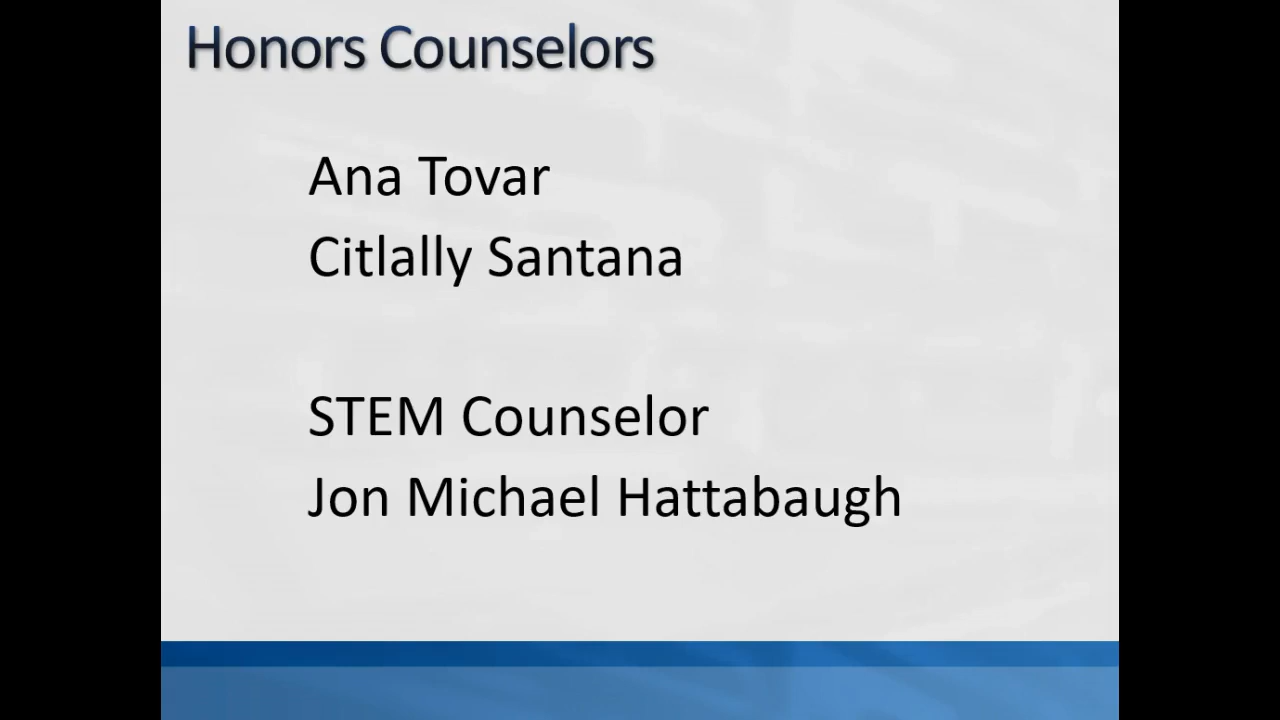 Honors Counselors
Ana Tovar
Citlally Santana
STEM Counselor
Jon Michael Hattabaugh